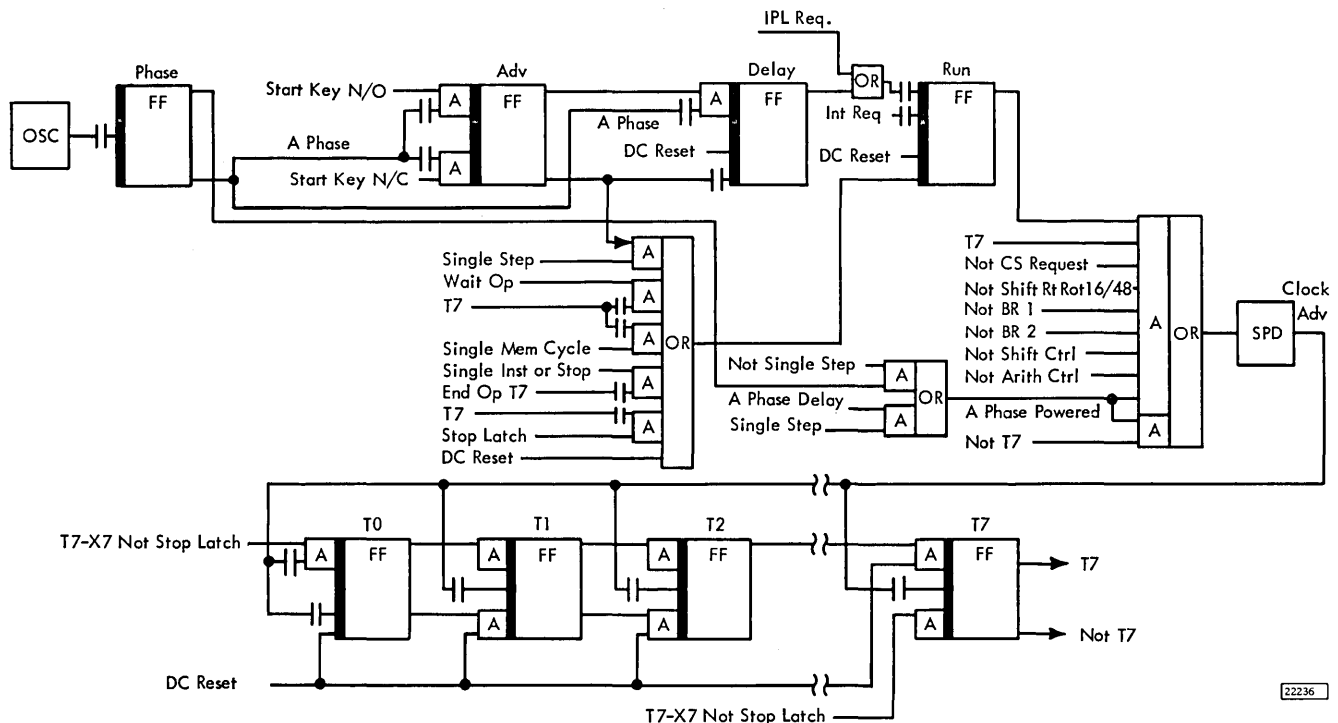 IPL Req.
Phase
Adv
Delay
Run
OSC
FF
Start Key N/O
A
FF
A
FF
OR
FF
A Phase
Int Req
A Phase
DC Reset
DC Reset
A
Start Key N/C
Single Step
A
Wait Op
A
T7
A
OR
Single Mem Cycle
Single Inst or Stop
A
End Op T7
T7
A
Stop Latch
DC Reset
Not Single Step
A
OR
A Phase Delay
A
Single Step
T7
Not CS Request
Not Shift Rt Rot 16/48
Not BR 1
Not BR 2
Not Shift Ctrl
Not Arith Ctrl
A Phase Powered
Not T7
A
OR
A
SPD
Clock
Adv
T0
T1
T2
T7
T7-X7 Not Stop Latch
A
FF
A
FF
A
FF
A
FF
T7
A
A
A
Not T7
DC Reset
T7-X7 Not Stop Latch
22236